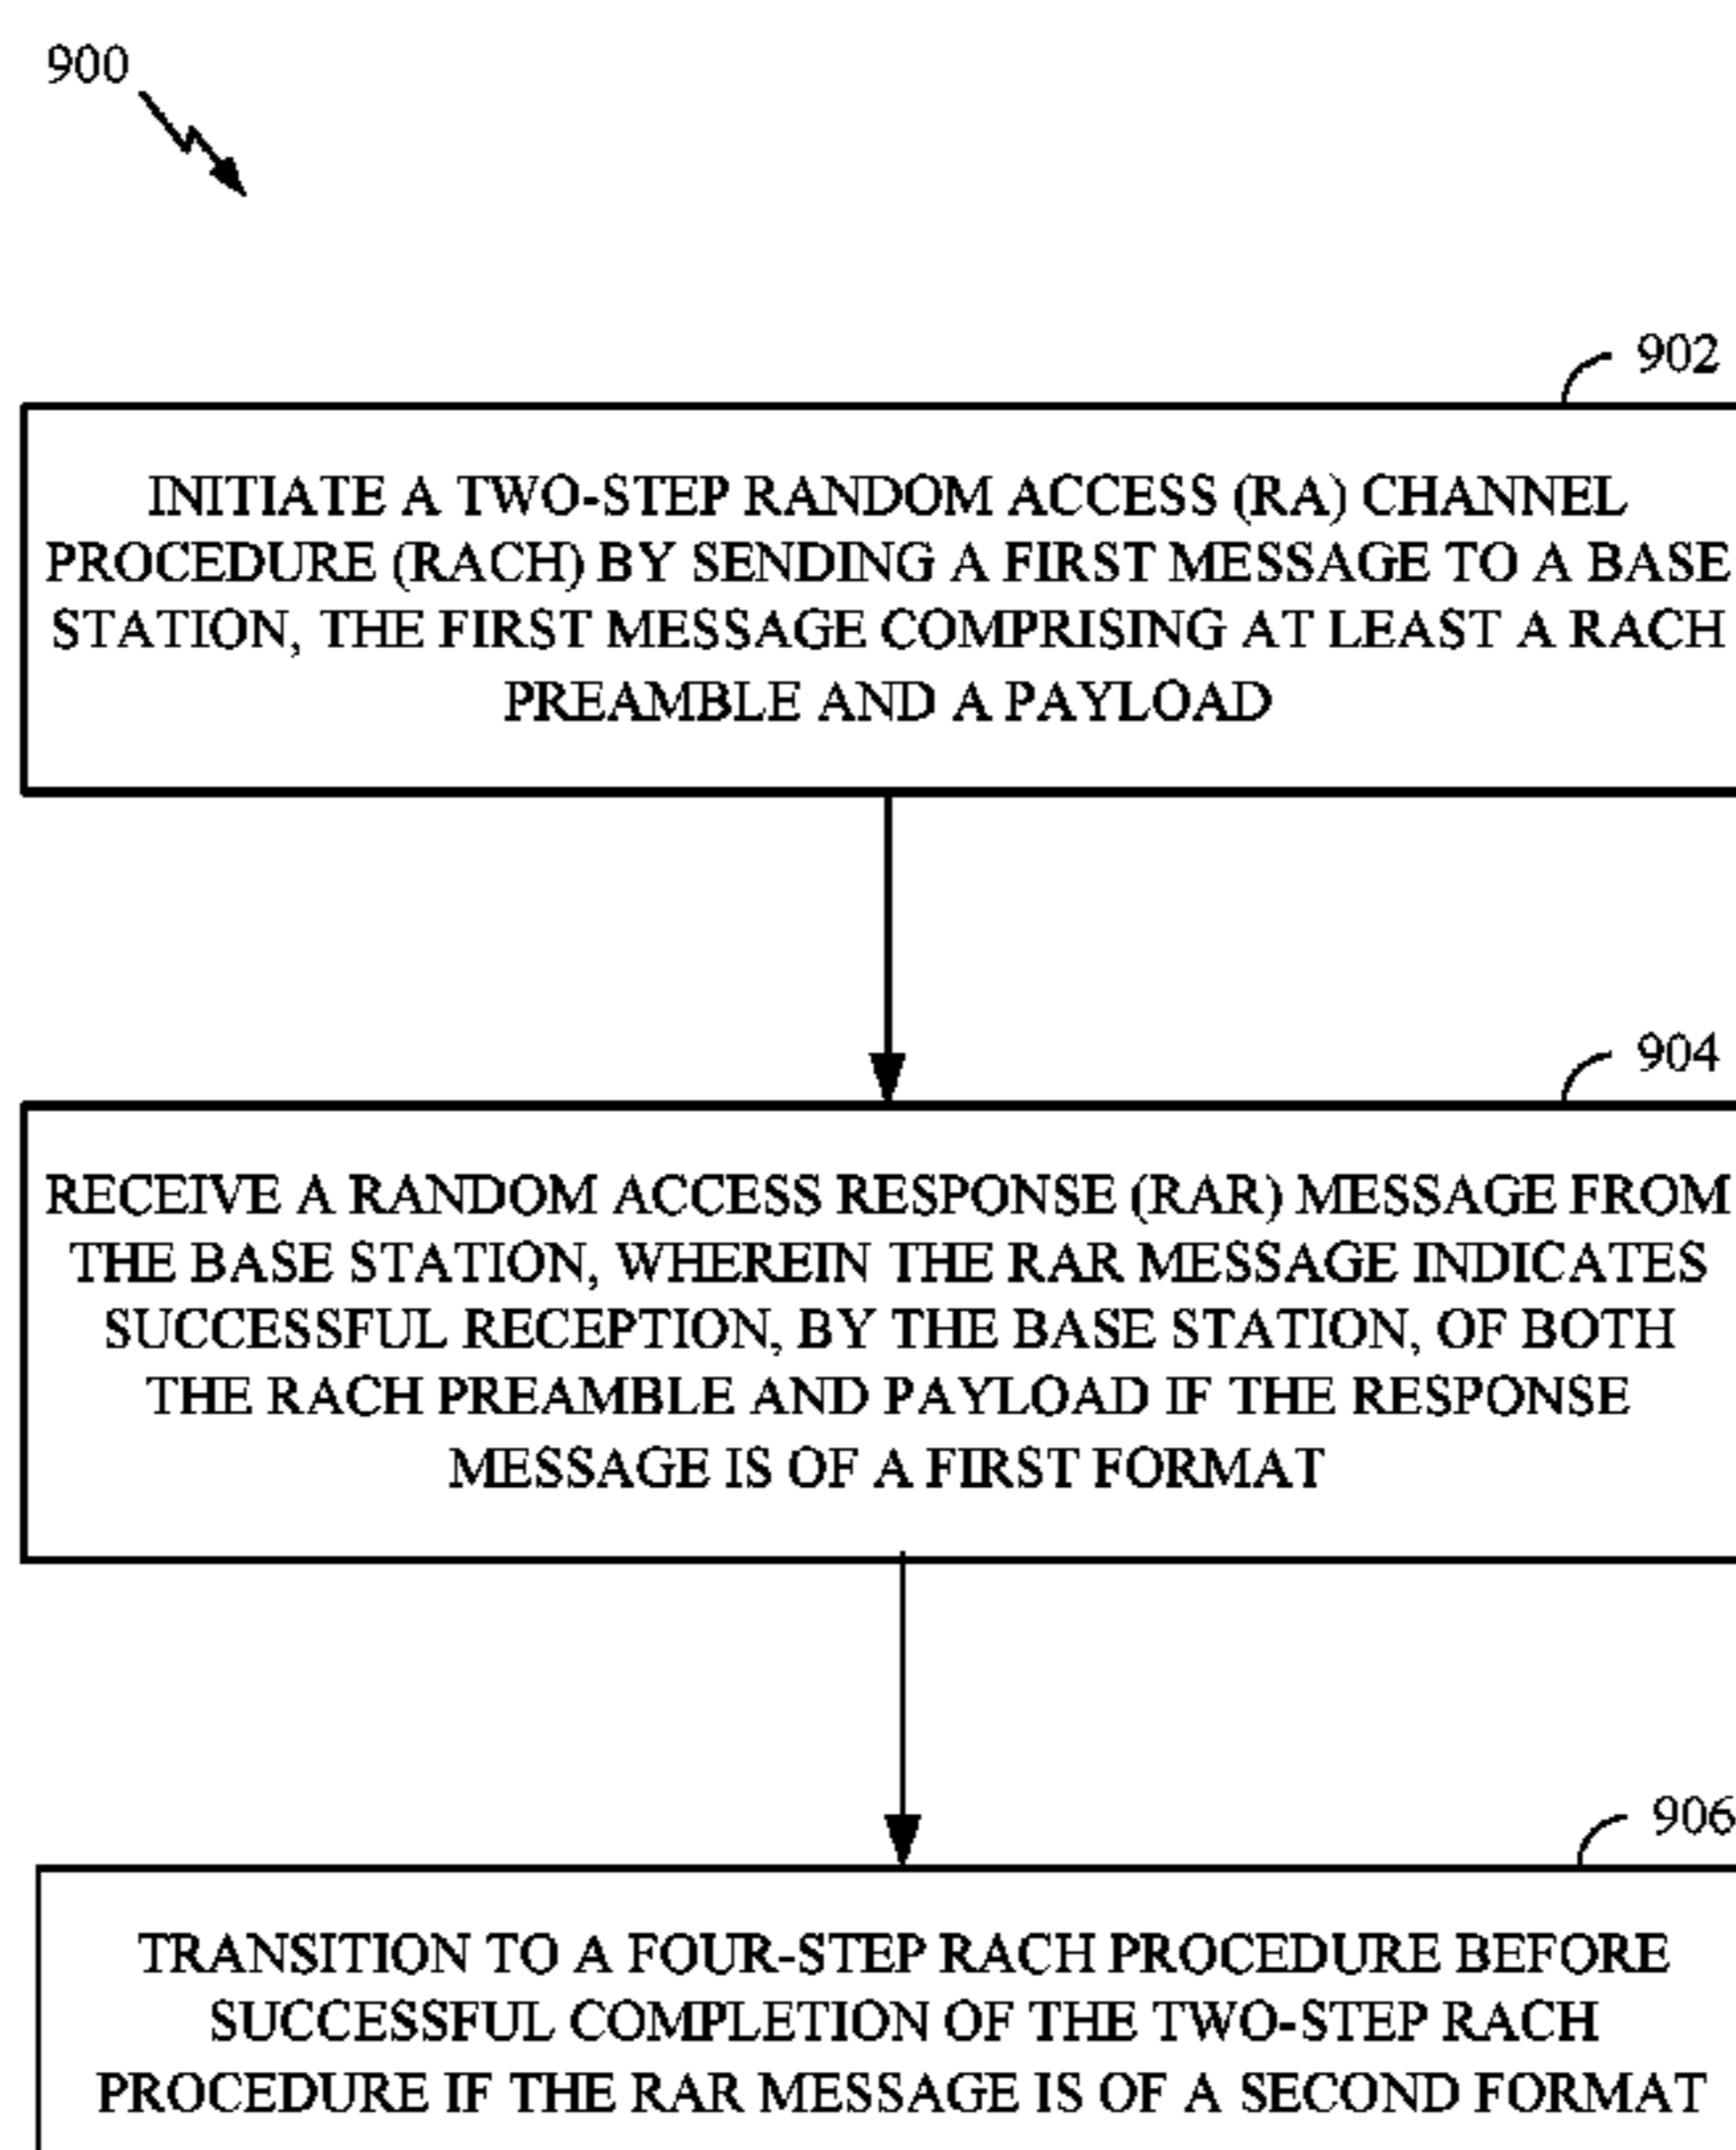 900
902
INITIATE A TWO-STEP RANDOM ACCESS (RA) CHANNEL
PROCEDURE (RACH) BY SENDING A FIRST MESSAGE TO A BASE
STATION, THE FIRST MESSAGE COMPRISING AT LEAST A RACH
PREAMBLE AND A PAYLOAD
904
RECEIVE A RANDOM ACCESS RESPONSE (RAR) MESSAGE FROM
THE BASE STATION, WHEREIN THE RAR MESSAGE INDICATES
SUCCESSFUL RECEPTION, BY THE BASE STATION, OF BOTH
THE RACH PREAMBLE AND PAYLOAD IF THE RESPONSE
MESSAGE IS OF A FIRST FORMAT
906
TRANSITION TO A FOUR-STEP RACH PROCEDURE BEFORE
SUCCESSFUL COMPLETION OF THE TWO-STEP RACH
PROCEDURE IF THE RAR MESSAGE IS OF A SECOND FORMAT